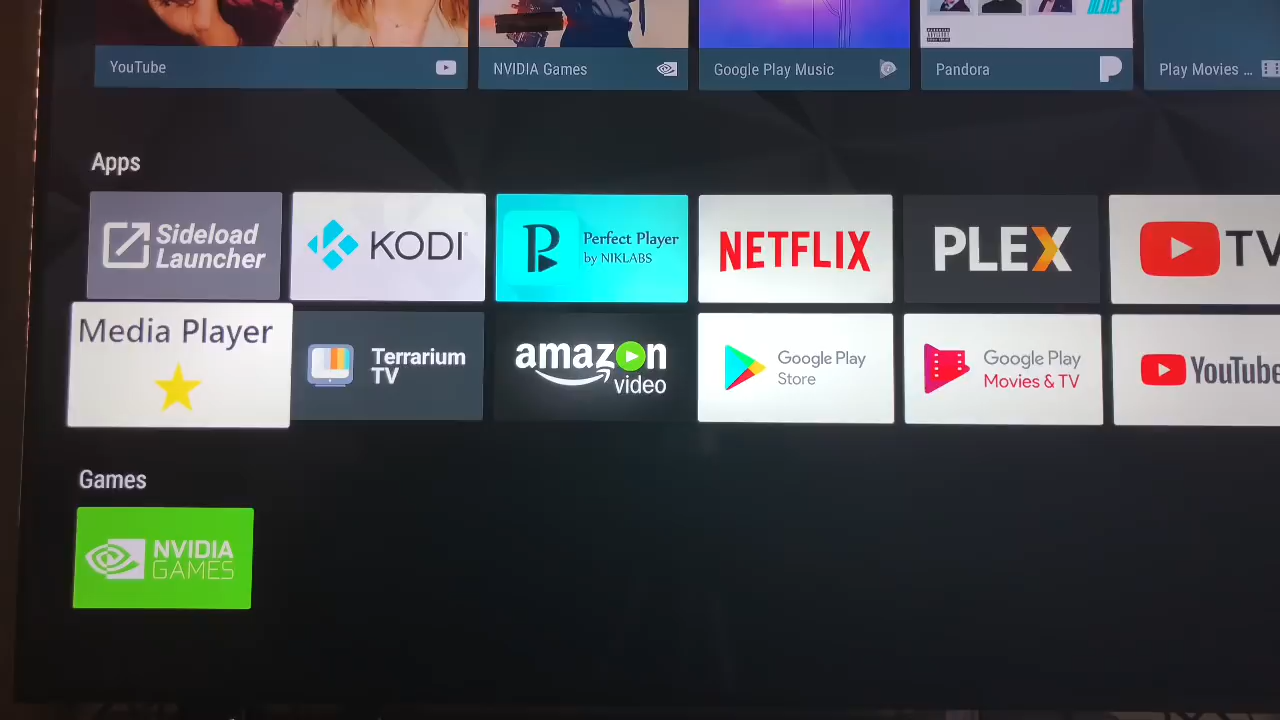 YouTube
NVIDIA Games
Google Play Music
Pandora
Play Movies ...
BLUES
Apps
Sideload
Launcher
KODI
Perfect Player
by NIKLABS
NETFLIX
PLEX
TV
Media Player
Terrarium
TV
amazon
video
Google Play
Store
Google Play
Movies & TV
YouTube
Games
NVIDIA
GAMES